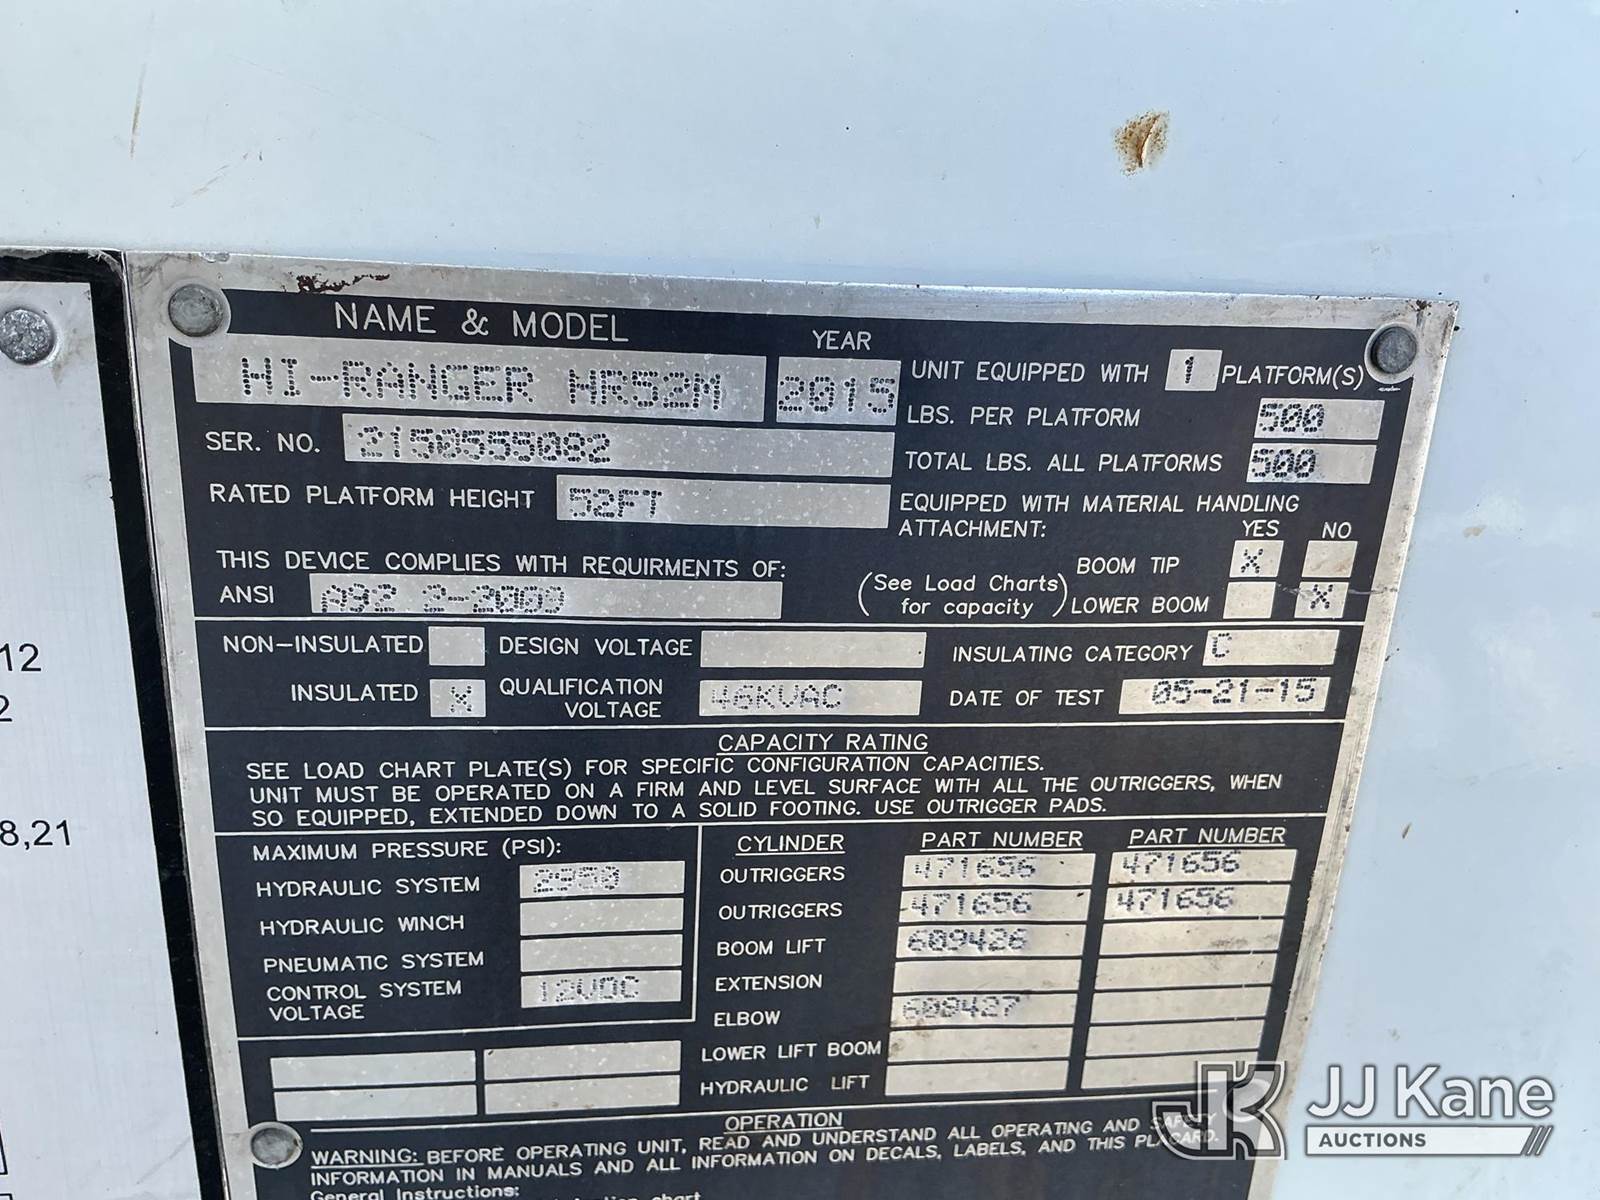 NAME & MODEL
YEAR
HI-RANGER HR52M
2015
UNIT EQUIPPED WITH 1 PLATFORM(S)
LBS. PER PLATFORM 500
SER. NO. 2150555082
TOTAL LBS. ALL PLATFORMS 500
RATED PLATFORM HEIGHT 52FT
EQUIPPED WITH MATERIAL HANDLING
ATTACHMENT: YES NO
THIS DEVICE COMPLIES WITH REQUIRMENTS OF:
ANSI A92.2-2009
(See Load Charts
for capacity)
BOOM TIP X
LOWER BOOM X
NON-INSULATED
DESIGN VOLTAGE
INSULATING CATEGORY C
INSULATED X
QUALIFICATION
VOLTAGE 46KVAC
DATE OF TEST 05-21-15
CAPACITY RATING
SEE LOAD CHART PLATE(S) FOR SPECIFIC CONFIGURATION CAPACITIES.
UNIT MUST BE OPERATED ON A FIRM AND LEVEL SURFACE WITH ALL THE OUTRIGGERS, WHEN
SO EQUIPPED, EXTENDED DOWN TO A SOLID FOOTING. USE OUTRIGGER PADS.
MAXIMUM PRESSURE (PSI):
HYDRAULIC SYSTEM
HYDRAULIC WINCH
PNEUMATIC SYSTEM
CONTROL SYSTEM
VOLTAGE 12VDC
CYLINDER PART NUMBER PART NUMBER
OUTRIGGERS 471656 471656
OUTRIGGERS 471656 471656
BOOM LIFT 609426
EXTENSION
ELBOW 609427
LOWER LIFT BOOM
HYDRAULIC LIFT
OPERATION
WARNING: BEFORE OPERATING UNIT, READ AND UNDERSTAND ALL OPERATING AND SAFETY
INFORMATION IN MANUALS AND ALL INFORMATION ON DECALS, LABELS, AND THIS PLACARD.
General Instructions:
chart
12
2
8,21
JK
JJ Kane
AUCTIONS